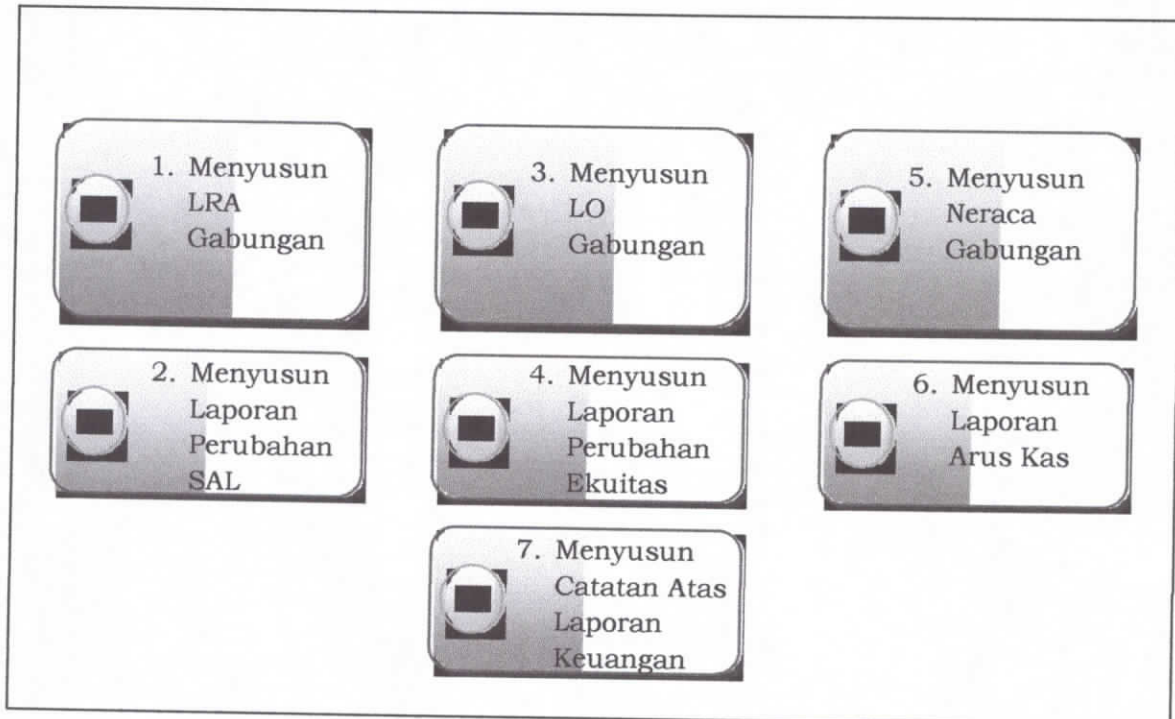 1. Menyusun
LRA
Gabungan
2. Menyusun
Laporan
Perubahan
SAL
3. Menyusun
LO
Gabungan
4. Menyusun
Laporan
Perubahan
Ekuitas
5. Menyusun
Neraca
Gabungan
6. Menyusun
Laporan
Arus Kas
7. Menyusun
Catatan Atas
Laporan
Keuangan